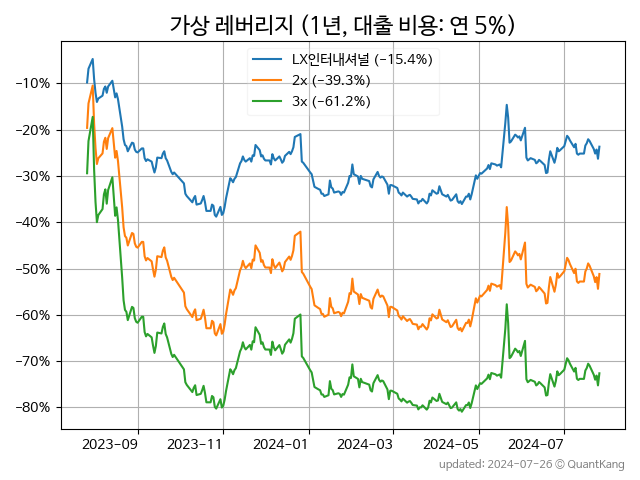 가상 레버리지 (1년, 대출 비용: 연 5%)
LX인터내셔널 (−15.4%)
2x (−39.3%)
3x (−61.2%)
−10%
−20%
−30%
−40%
−50%
−60%
−70%
−80%
2023-09 2023-11 2024-01 2024-03 2024-05 2024-07
updated: 2024-07-26 © QuantKang